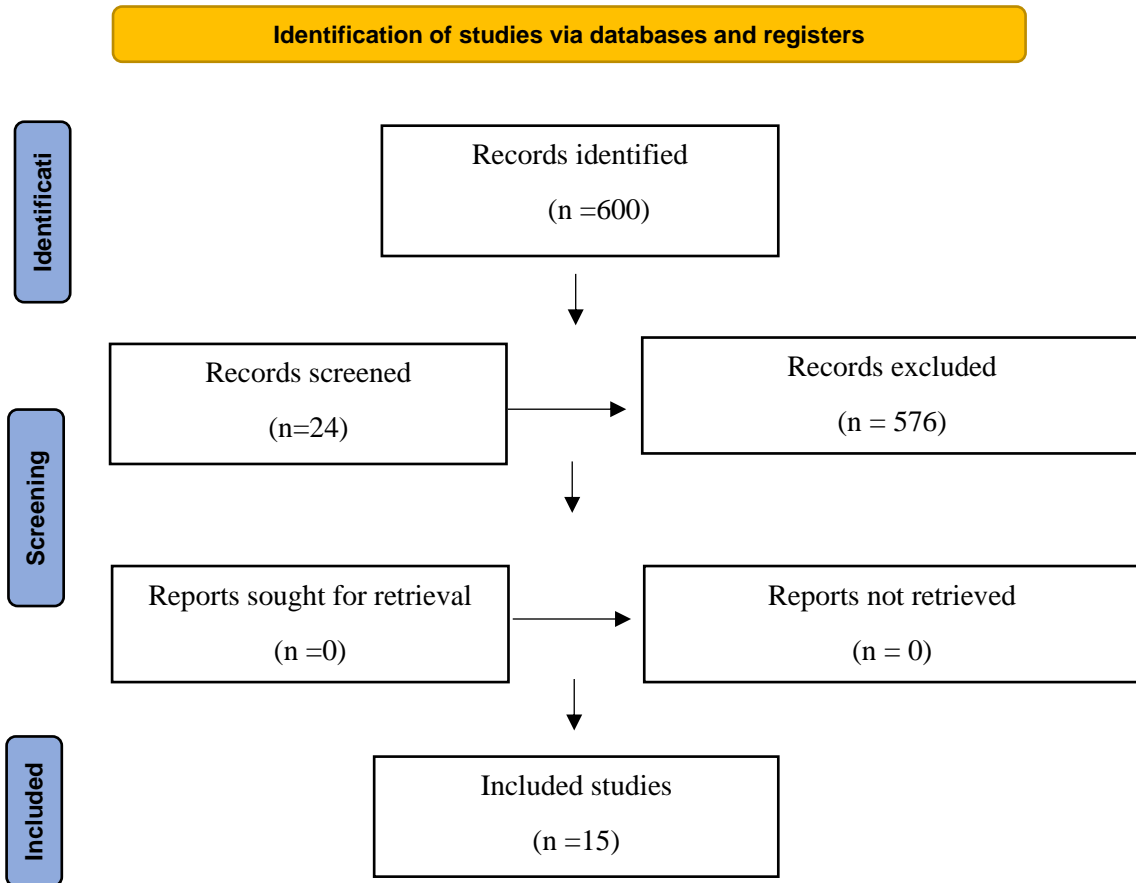 Identification of studies via databases and registers
Identificati
Records identified
(n =600)
Records screened
(n=24)
Records excluded
(n = 576)
Screening
Reports sought for retrieval
(n =0)
Reports not retrieved
(n = 0)
Included
Included studies
(n =15)